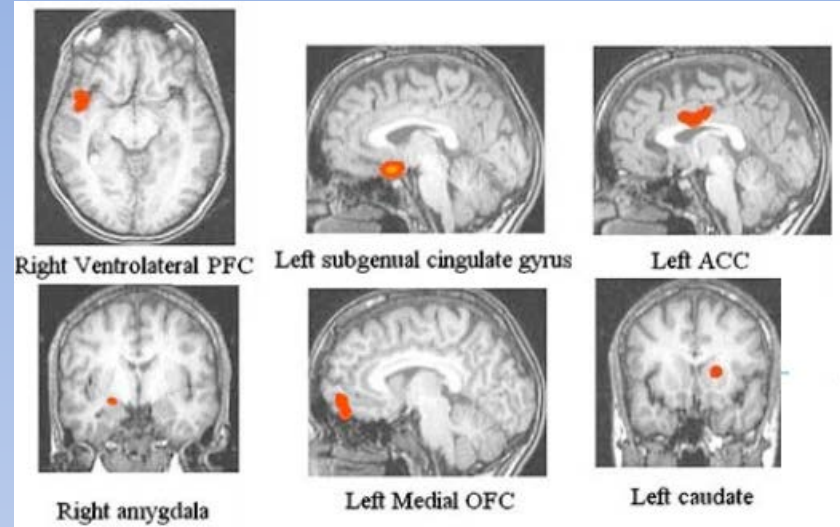 Right Ventrolateral PFC
Left subgenual cingulate gyrus
Left ACC
Right amygdala
Left Medial OFC
Left caudate